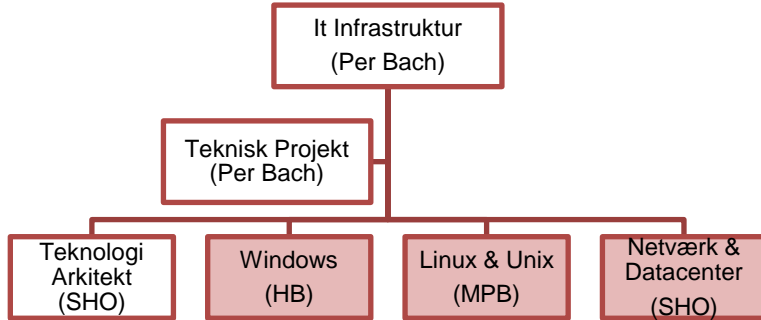 It Infrastruktur
(Per Bach)
Teknisk Projekt
(Per Bach)
Teknologi
Arkitekt
(SHO)
Windows
(HB)
Linux & Unix
(MPB)
Netværk &
Datacenter
(SHO)